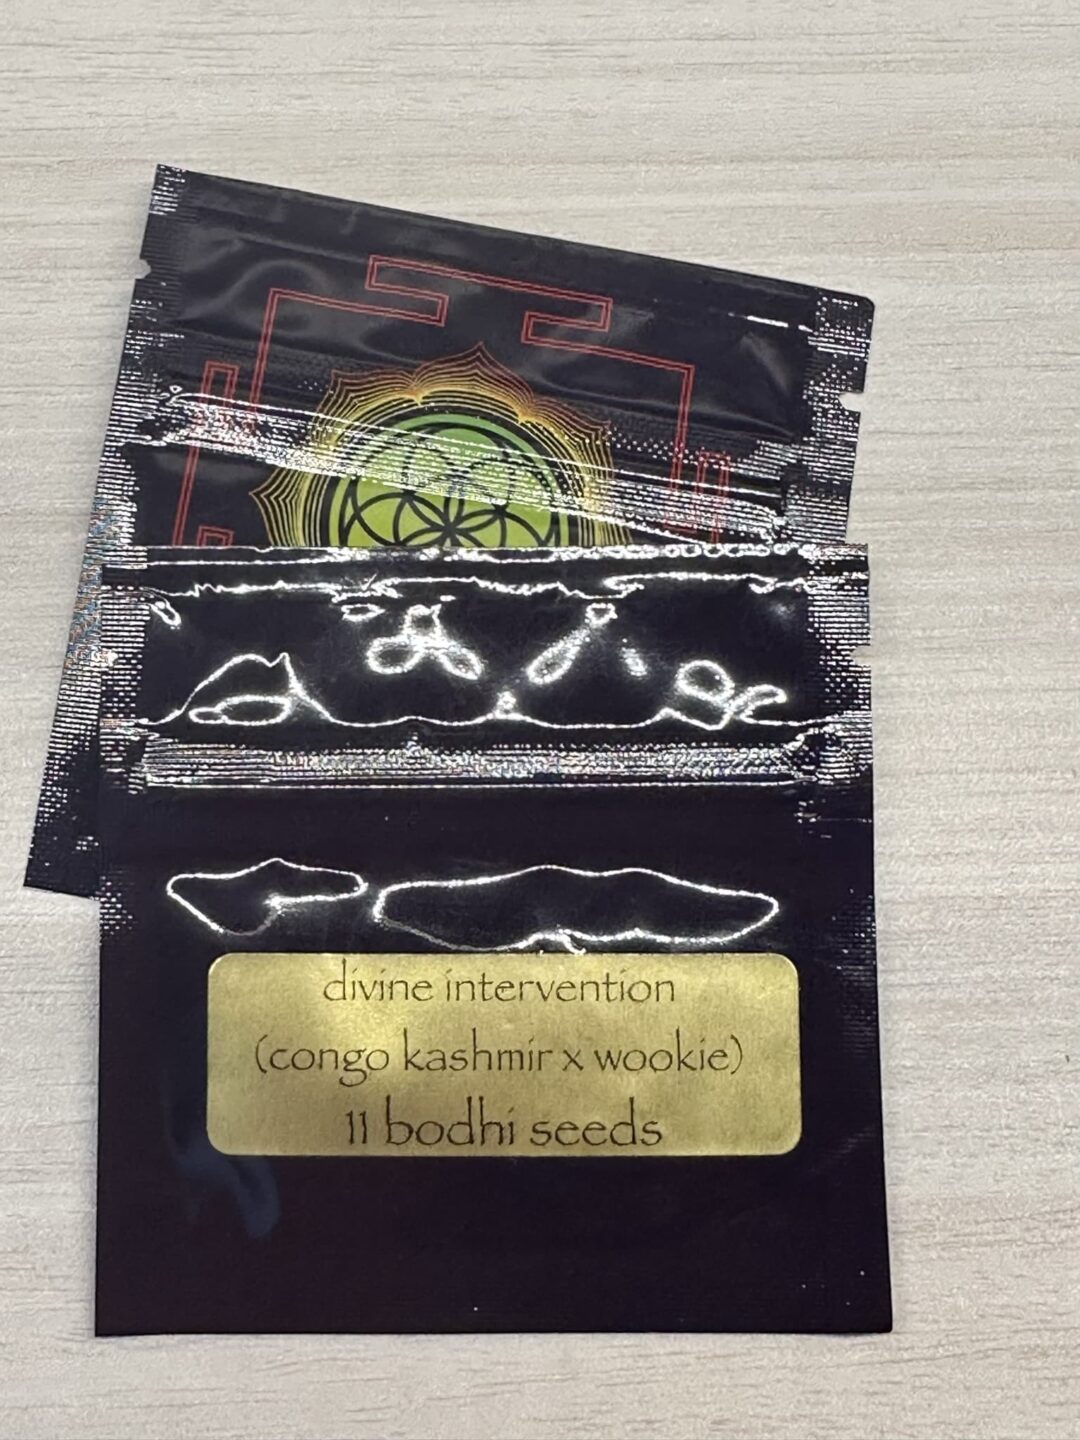 divine intervention
(congo kashmir x wookie)
11 bodhi seeds